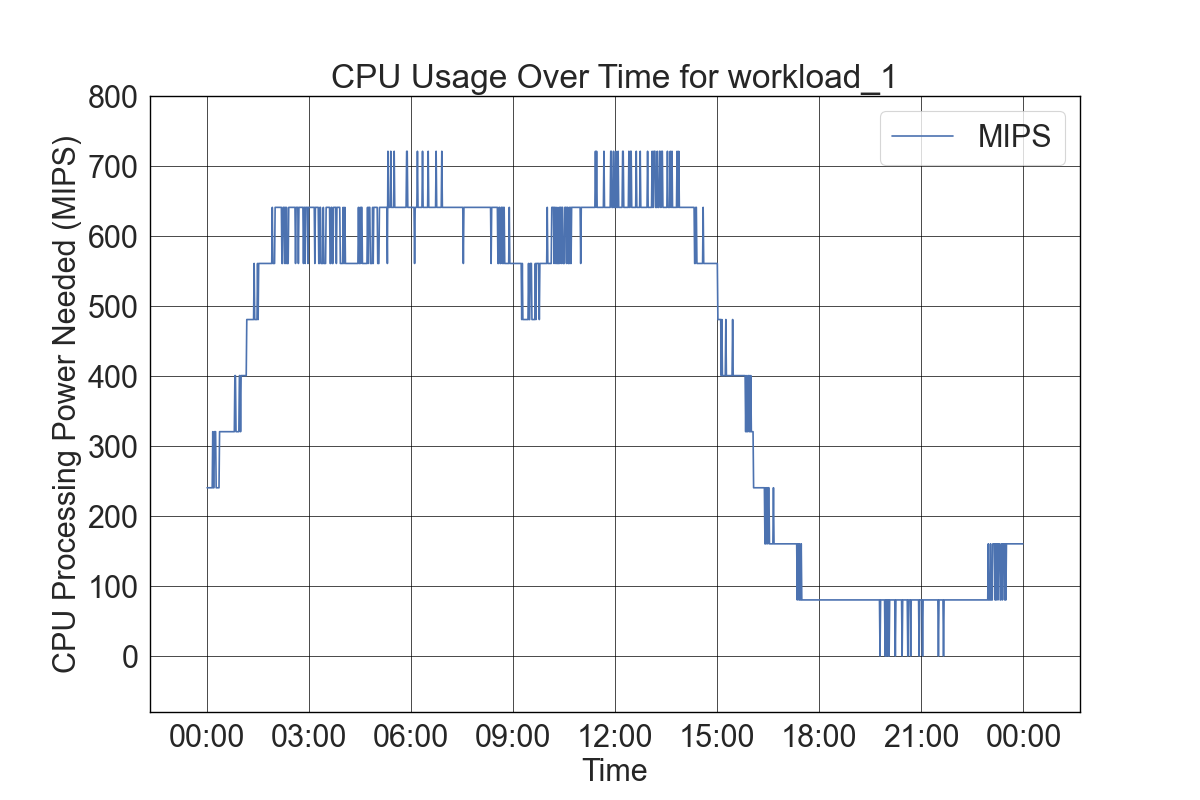 CPU Usage Over Time for workload_1
MIPS
CPU Processing Power Needed (MIPS)
800
700
600
500
400
300
200
100
0
00:00 03:00 06:00 09:00 12:00 15:00 18:00 21:00 00:00
Time